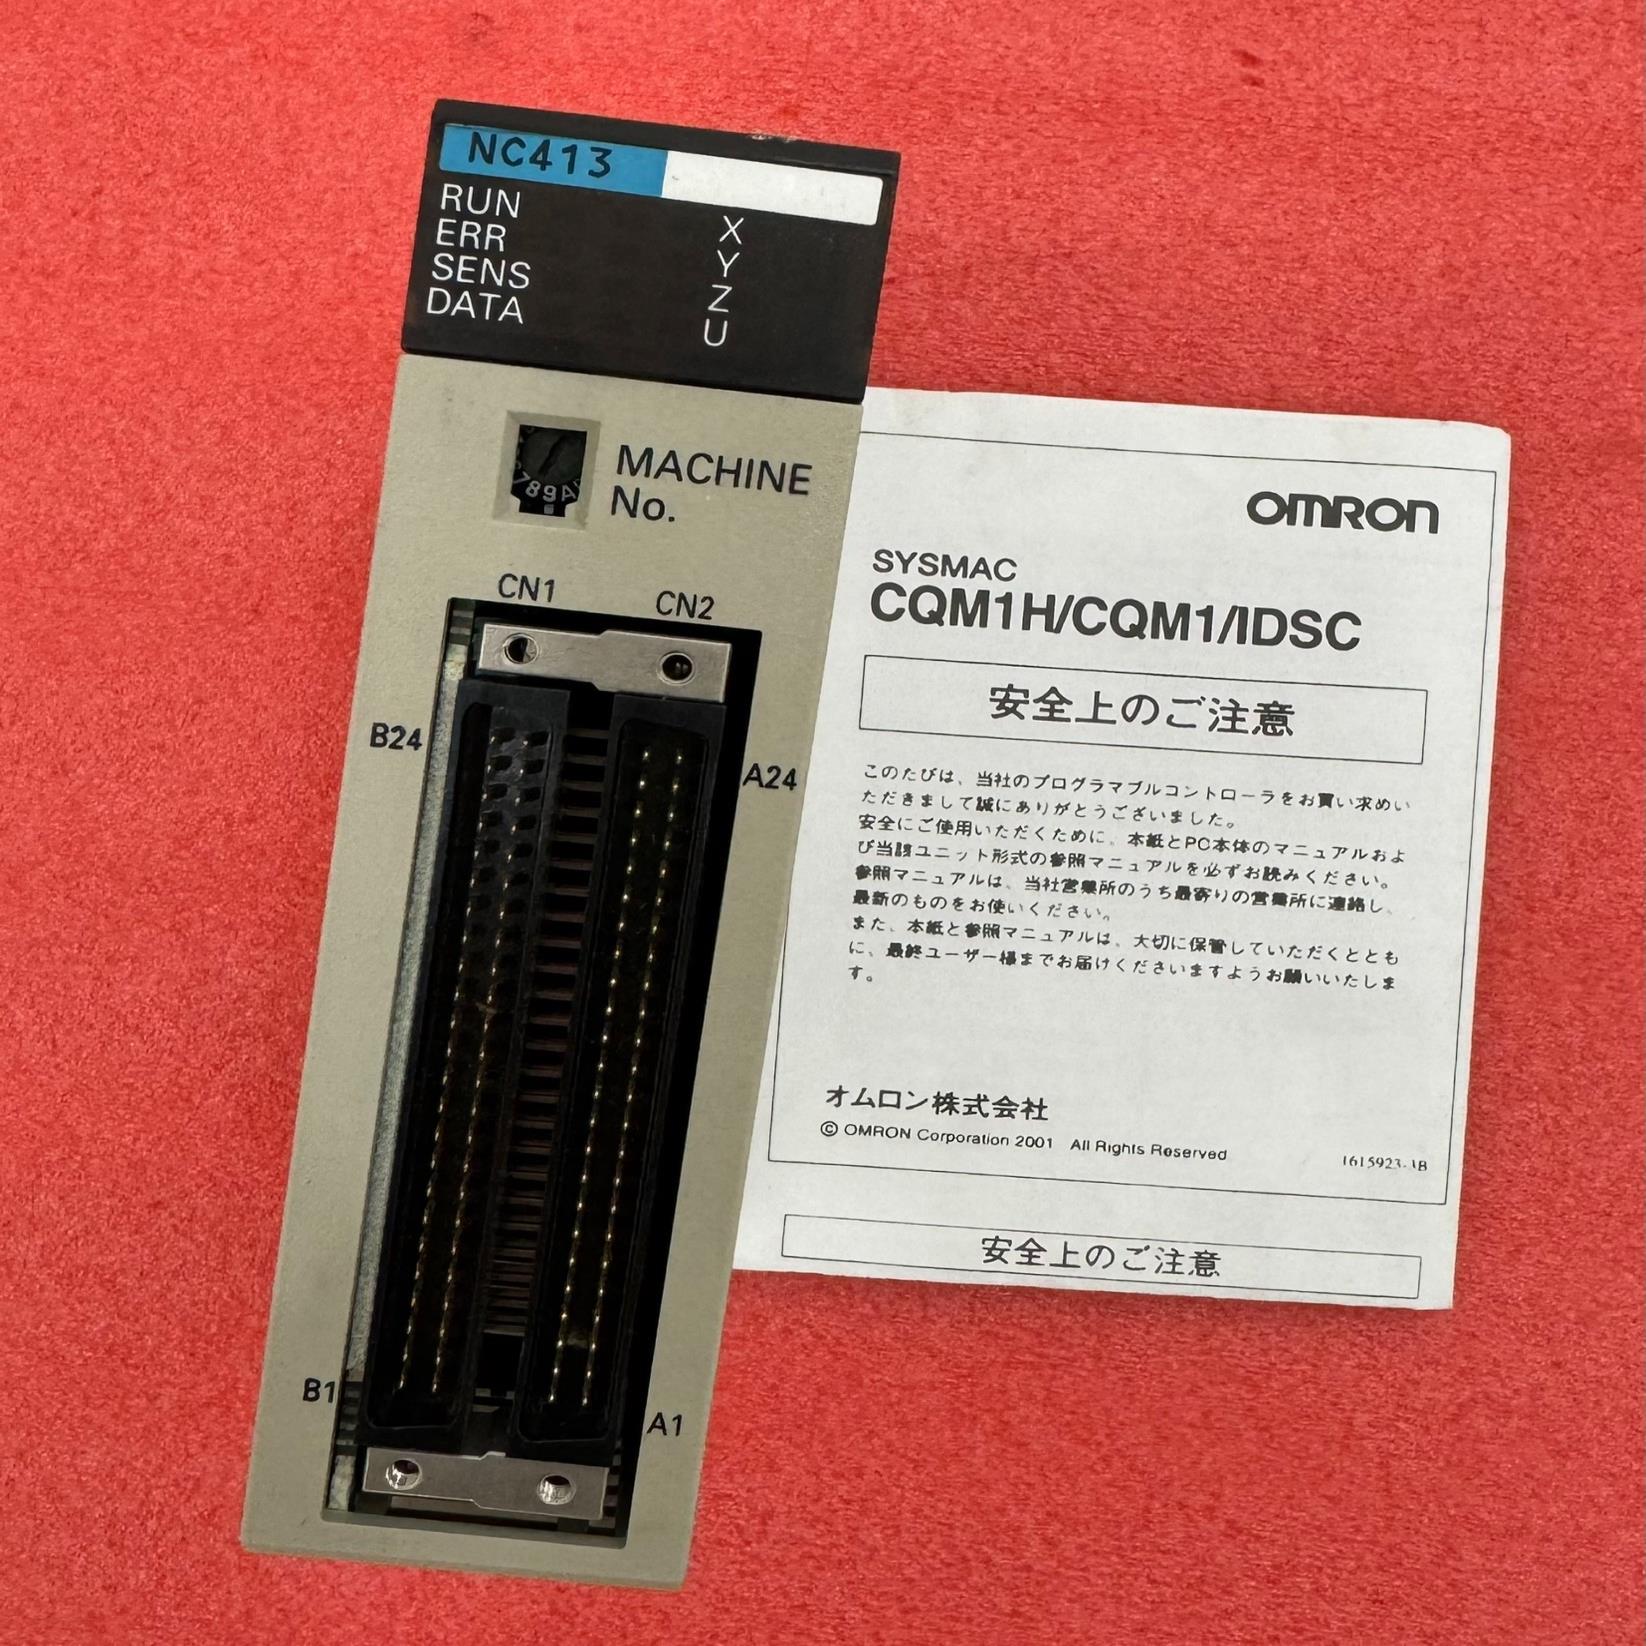 NC413
RUN
ERR
SENS
DATA
X
Y
Z
U
789A
MACHINE
No.
CN1
CN2
B24
A24
B1
A1
OMRON
SYSMAC
CQM1H/CQM1/IDSC
安全上のご注意
このたびは、当社のプログラマブルコントローラをお買い求めい
ただきまして誠にありがとうございました。
安全にご使用いただくために、本紙とPC本体のマニュアルおよ
び当該ユニット形式の参照マニュアルを必ずお読みください。
参照マニュアルは、当社営業所のうち最寄りの営業所に連絡し、
最新のものをお使いください。
また、本紙と参照マニュアルは、大切に保管していただくととも
に、最終ユーザー様までお届けくださいますようお願いいたしま
す。
オムロン株式会社
© OMRON Corporation 2001 All Rights Reserved
1615923-1B
安全上のご注意